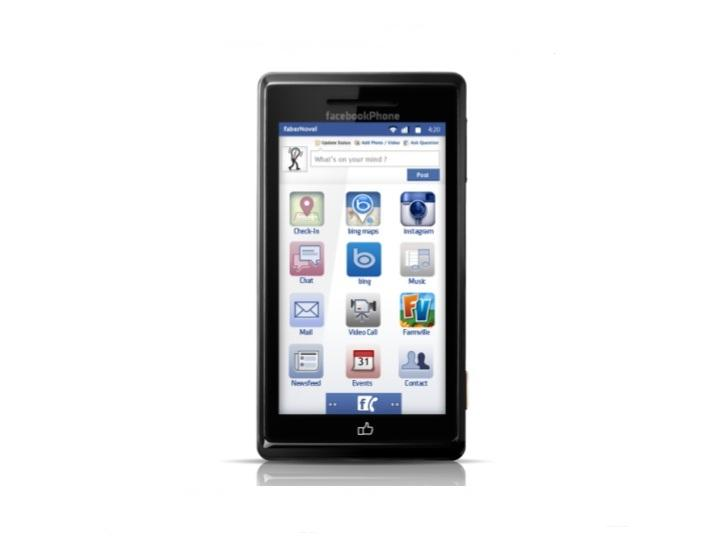 facebookPhone
faberNovel 4:20
Update Status Add Photo / Video Ask Question
What's on your mind ?
Post
Check-In bing maps instagram
Chat bing Music
Mail Video Call FV Farmville
31
Newsfeed Events Contact
f